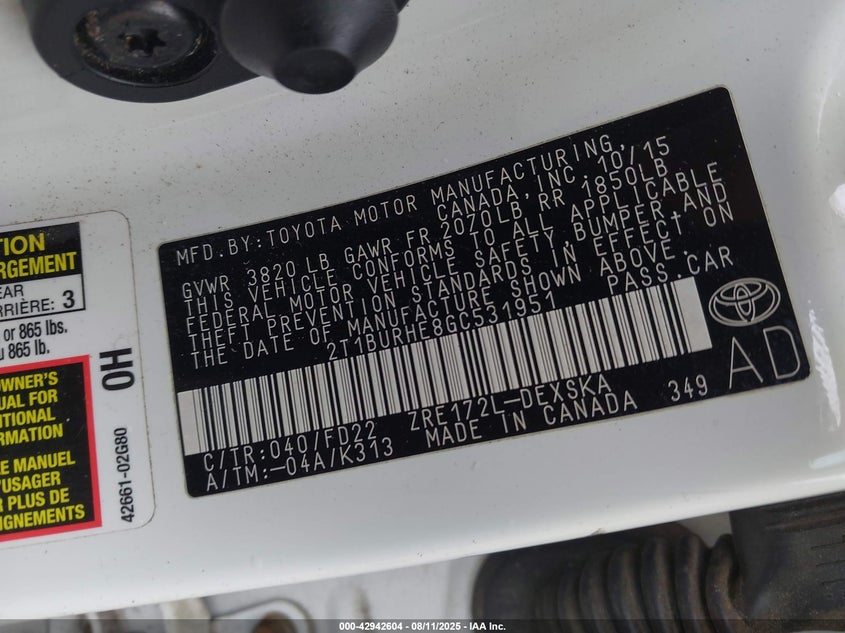 MFD.BY:TOYOTA MOTOR MANUFACTURING,
CANADA,INC. 10/15
GVWR 3820 LB GAWR FR 2070LB RR 1850LB
THIS VEHICLE CONFORMS TO ALL APPLICABLE
FEDERAL MOTOR VEHICLE SAFETY,BUMPER AND
THEFT PREVENTION STANDARDS IN EFFECT ON
THE DATE OF MANUFACTURE SHOWN ABOVE.
2T1BURHE8GC531951 PASS.CAR
C/TR:040/FD22 ZRE172L-DEXSKA 349
A/TM:-04A/K313 MADE IN CANADA
AD
TION
RGEMENT
EAR
RRIÈRE: 3
or 865 lbs.
u 865 lb.
OWNER'S
UAL FOR
ITIONAL
RMATION
E MANUEL
'USAGER
R PLUS DE
IGNEMENTS
0H
42661-02G80
000-42942604 - 08/11/2025 - IAA Inc.